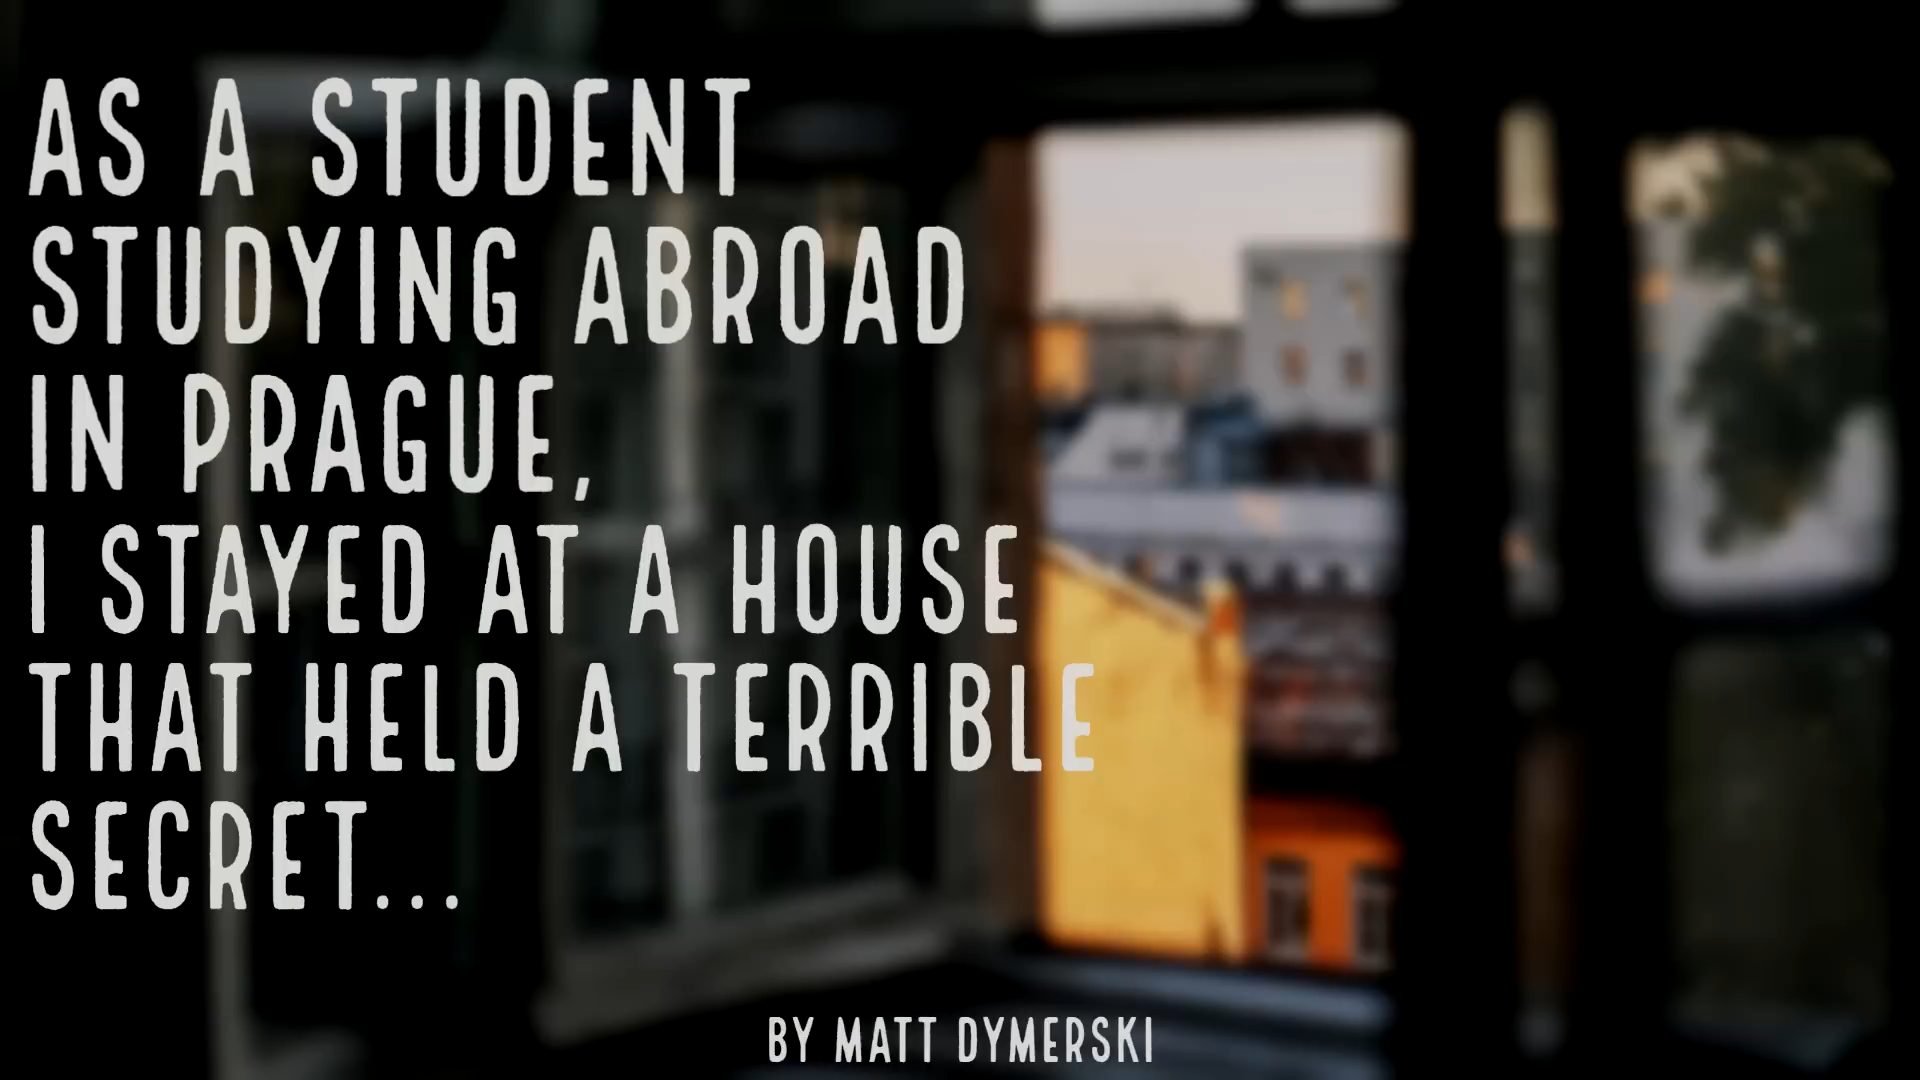 AS A STUDENT
STUDYING ABROAD
IN PRAGUE,
I STAYED AT A HOUSE
THAT HELD A TERRIBLE
SECRET...
BY MATT DYMERSKI